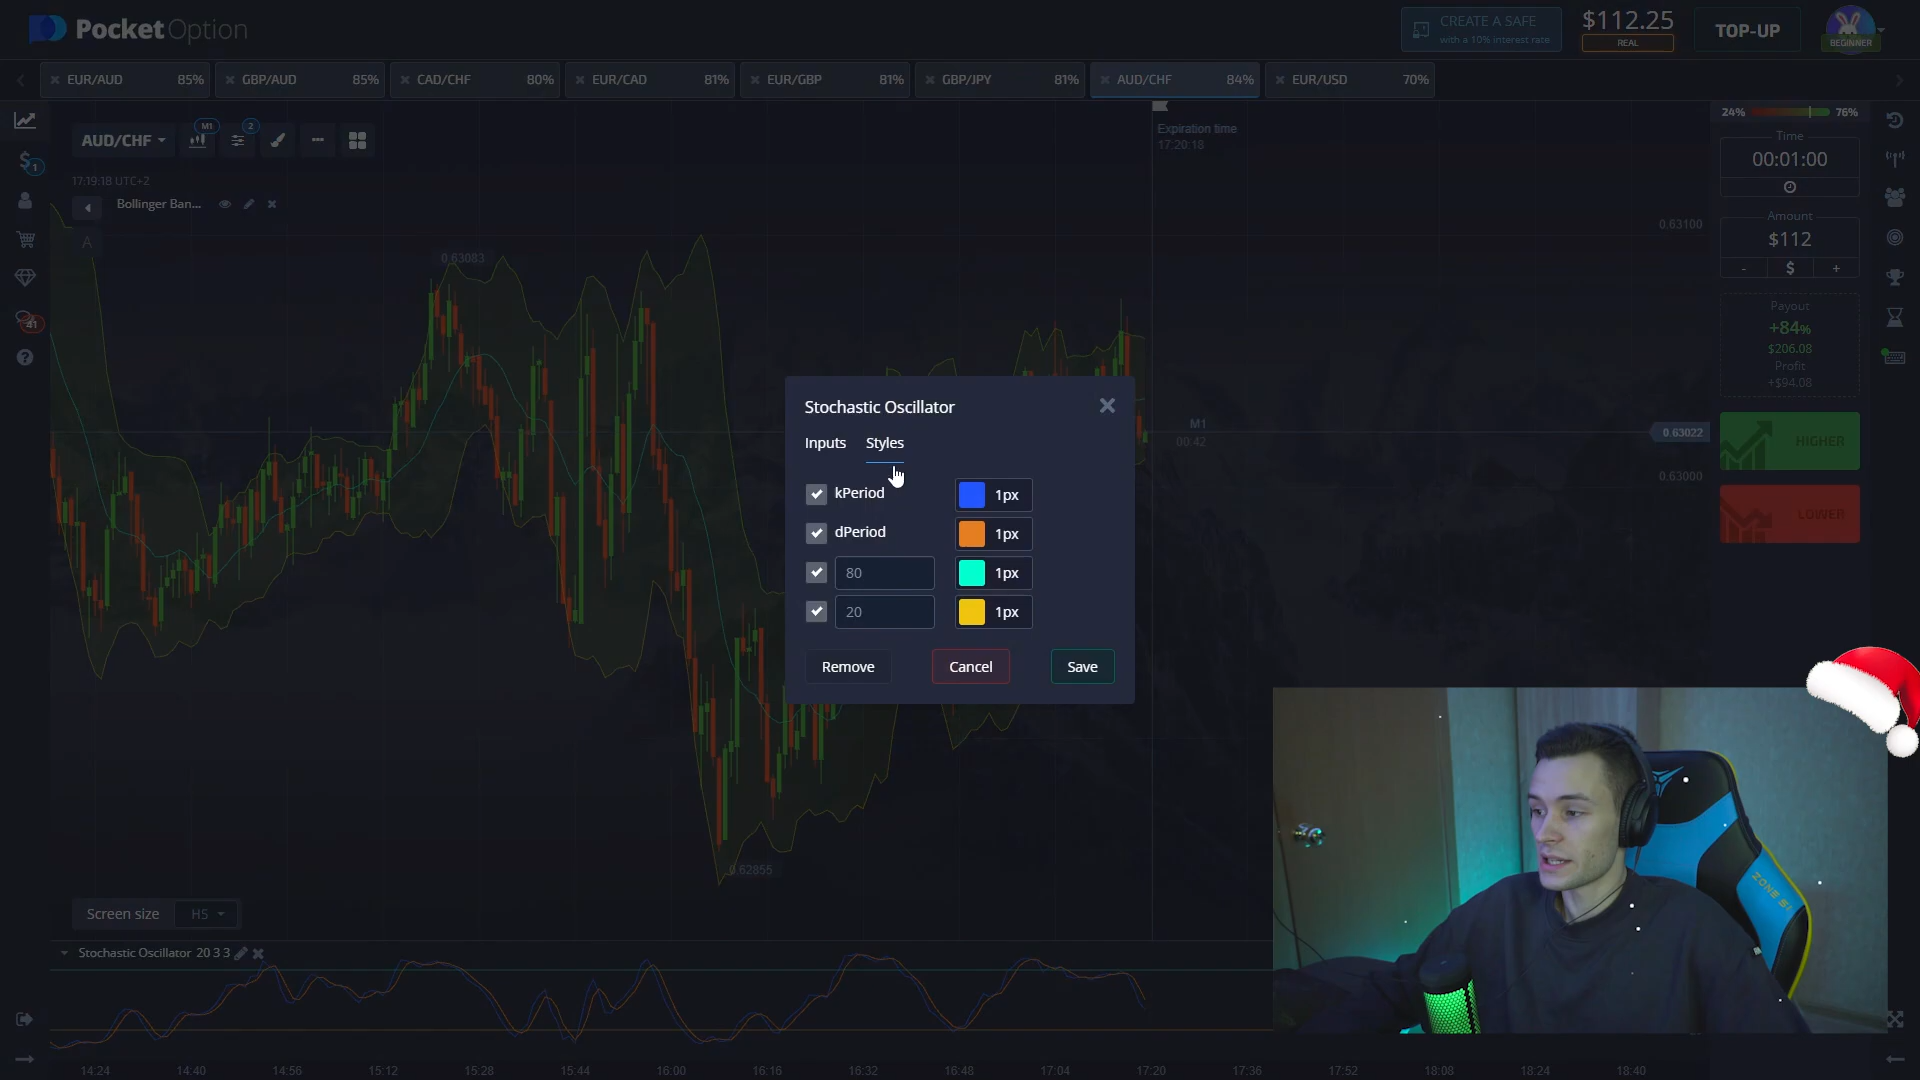 PocketOption
CREATE A SAFE
with a 10% interest rate
$112.25
REAL
TOP-UP
BEGINNER
EUR/AUD 85%
GBP/AUD 85%
CAD/CHF 80%
EUR/CAD 81%
EUR/GBP 81%
GBP/JPY 81%
AUD/CHF 84%
EUR/USD 70%
AUD/CHF
M1
2
17:19:18 UTC+2
Bollinger Ban...
A
1
41
Expiration time
17:20:18
24%
76%
Time
00:01:00
Amount
$112
- $ +
Payout
+84%
$206.08
Profit
+$94.08
HIGHER
LOWER
0.63100
0.63083
0.63022
0.63000
0.62855
M1
00:42
Stochastic Oscillator
Inputs Styles
kPeriod 1px
dPeriod 1px
80 1px
20 1px
Remove Cancel Save
Screen size H5
Stochastic Oscillator 20 3 3
14:24 14:40 14:56 15:12 15:28 15:44 16:00 16:16 16:32 16:48 17:04 17:20 17:36 17:52 18:08 18:24 18:40
ZONE 51